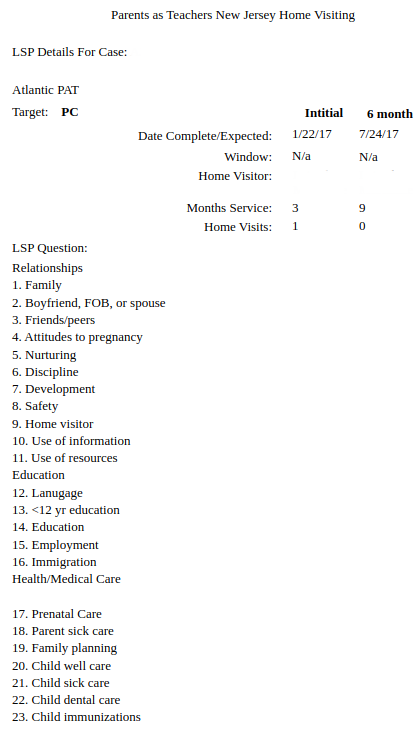 Parents as Teachers New Jersey Home Visiting
LSP Details For Case:
Atlantic PAT
Target: PC
Intitial 6 month
Date Complete/Expected: 1/22/17 7/24/17
Window: N/a N/a
Home Visitor:
Months Service: 3 9
Home Visits: 1 0
LSP Question:
Relationships
1. Family
2. Boyfriend, FOB, or spouse
3. Friends/peers
4. Attitudes to pregnancy
5. Nurturing
6. Discipline
7. Development
8. Safety
9. Home visitor
10. Use of information
11. Use of resources
Education
12. Lanugage
13. <12 yr education
14. Education
15. Employment
16. Immigration
Health/Medical Care
17. Prenatal Care
18. Parent sick care
19. Family planning
20. Child well care
21. Child sick care
22. Child dental care
23. Child immunizations